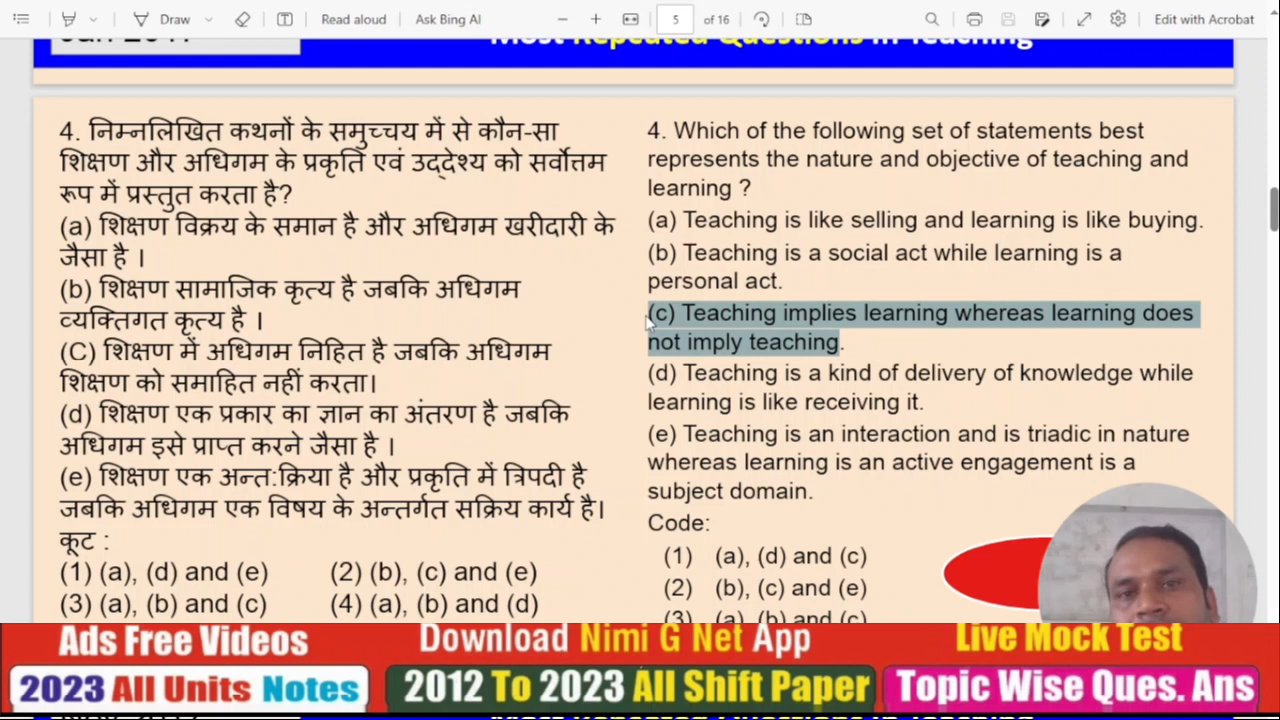 Draw
Read aloud
Ask Bing AI
5
of 16
Edit with Acrobat
Most Repeated Questions in Teaching
4. निम्नलिखित कथनों के समुच्चय में से कौन-सा
शिक्षण और अधिगम के प्रकृति एवं उद्देश्य को सर्वोत्तम
रूप में प्रस्तुत करता है?
(a) शिक्षण विक्रय के समान है और अधिगम खरीदारी के
जैसा है ।
(b) शिक्षण सामाजिक कृत्य है जबकि अधिगम
व्यक्तिगत कृत्य है ।
(C) शिक्षण में अधिगम निहित है जबकि अधिगम
शिक्षण को समाहित नहीं करता।
(d) शिक्षण एक प्रकार का ज्ञान का अंतरण है जबकि
अधिगम इसे प्राप्त करने जैसा है ।
(e) शिक्षण एक अन्त:क्रिया है और प्रकृति में त्रिपदी है
जबकि अधिगम एक विषय के अन्तर्गत सक्रिय कार्य है।
कूट :
(1) (a), (d) and (e)
(2) (b), (c) and (e)
(3) (a), (b) and (c)
(4) (a), (b) and (d)
4. Which of the following set of statements best
represents the nature and objective of teaching and
learning ?
(a) Teaching is like selling and learning is like buying.
(b) Teaching is a social act while learning is a
personal act.
(c) Teaching implies learning whereas learning does
not imply teaching.
(d) Teaching is a kind of delivery of knowledge while
learning is like receiving it.
(e) Teaching is an interaction and is triadic in nature
whereas learning is an active engagement is a
subject domain.
Code:
(1) (a), (d) and (c)
(2) (b), (c) and (e)
(3) (a), (b) and (c)
Ads Free Videos
Download Nimi G Net App
Live Mock Test
2023 All Units Notes
2012 To 2023 All Shift Paper
Topic Wise Ques. Ans